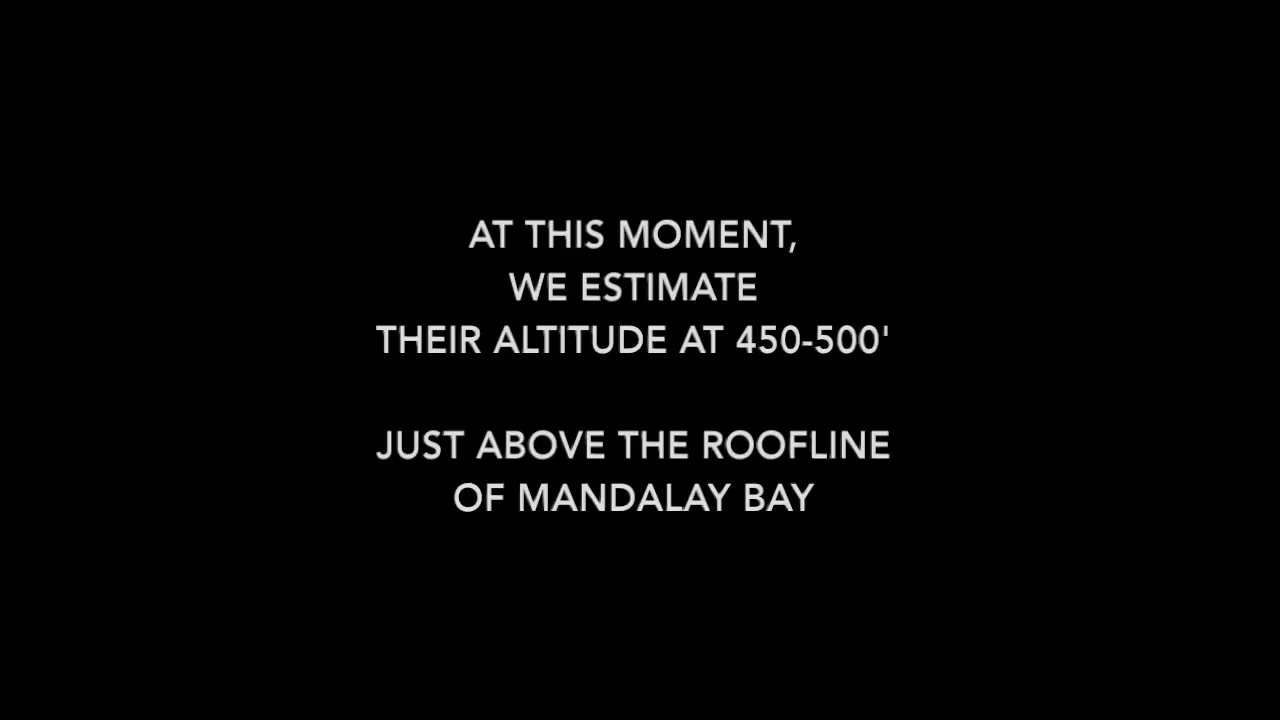 AT THIS MOMENT,
WE ESTIMATE
THEIR ALTITUDE AT 450-500'
JUST ABOVE THE ROOFLINE
OF MANDALAY BAY